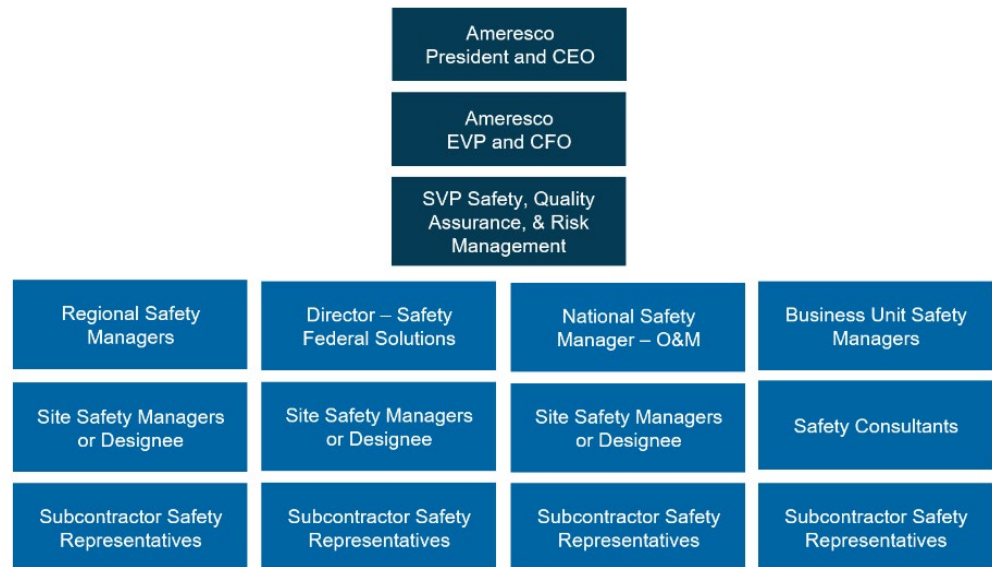 Ameresco
President and CEO
Ameresco
EVP and CFO
SVP Safety, Quality
Assurance, & Risk
Management
Regional Safety
Managers
Director – Safety
Federal Solutions
National Safety
Manager – O&M
Business Unit Safety
Managers
Site Safety Managers
or Designee
Site Safety Managers
or Designee
Site Safety Managers
or Designee
Safety Consultants
Subcontractor Safety
Representatives
Subcontractor Safety
Representatives
Subcontractor Safety
Representatives
Subcontractor Safety
Representatives